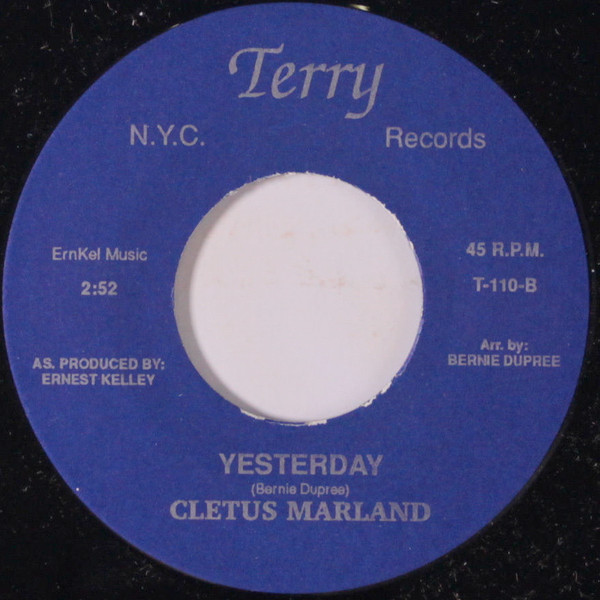 Terry
N.Y.C. Records
ErnKel Music
2:52
45 R.P.M.
T-110-B
AS. PRODUCED BY:
ERNEST KELLEY
Arr. by:
BERNIE DUPREE
YESTERDAY
(Bernie Dupree)
CLETUS MARLAND